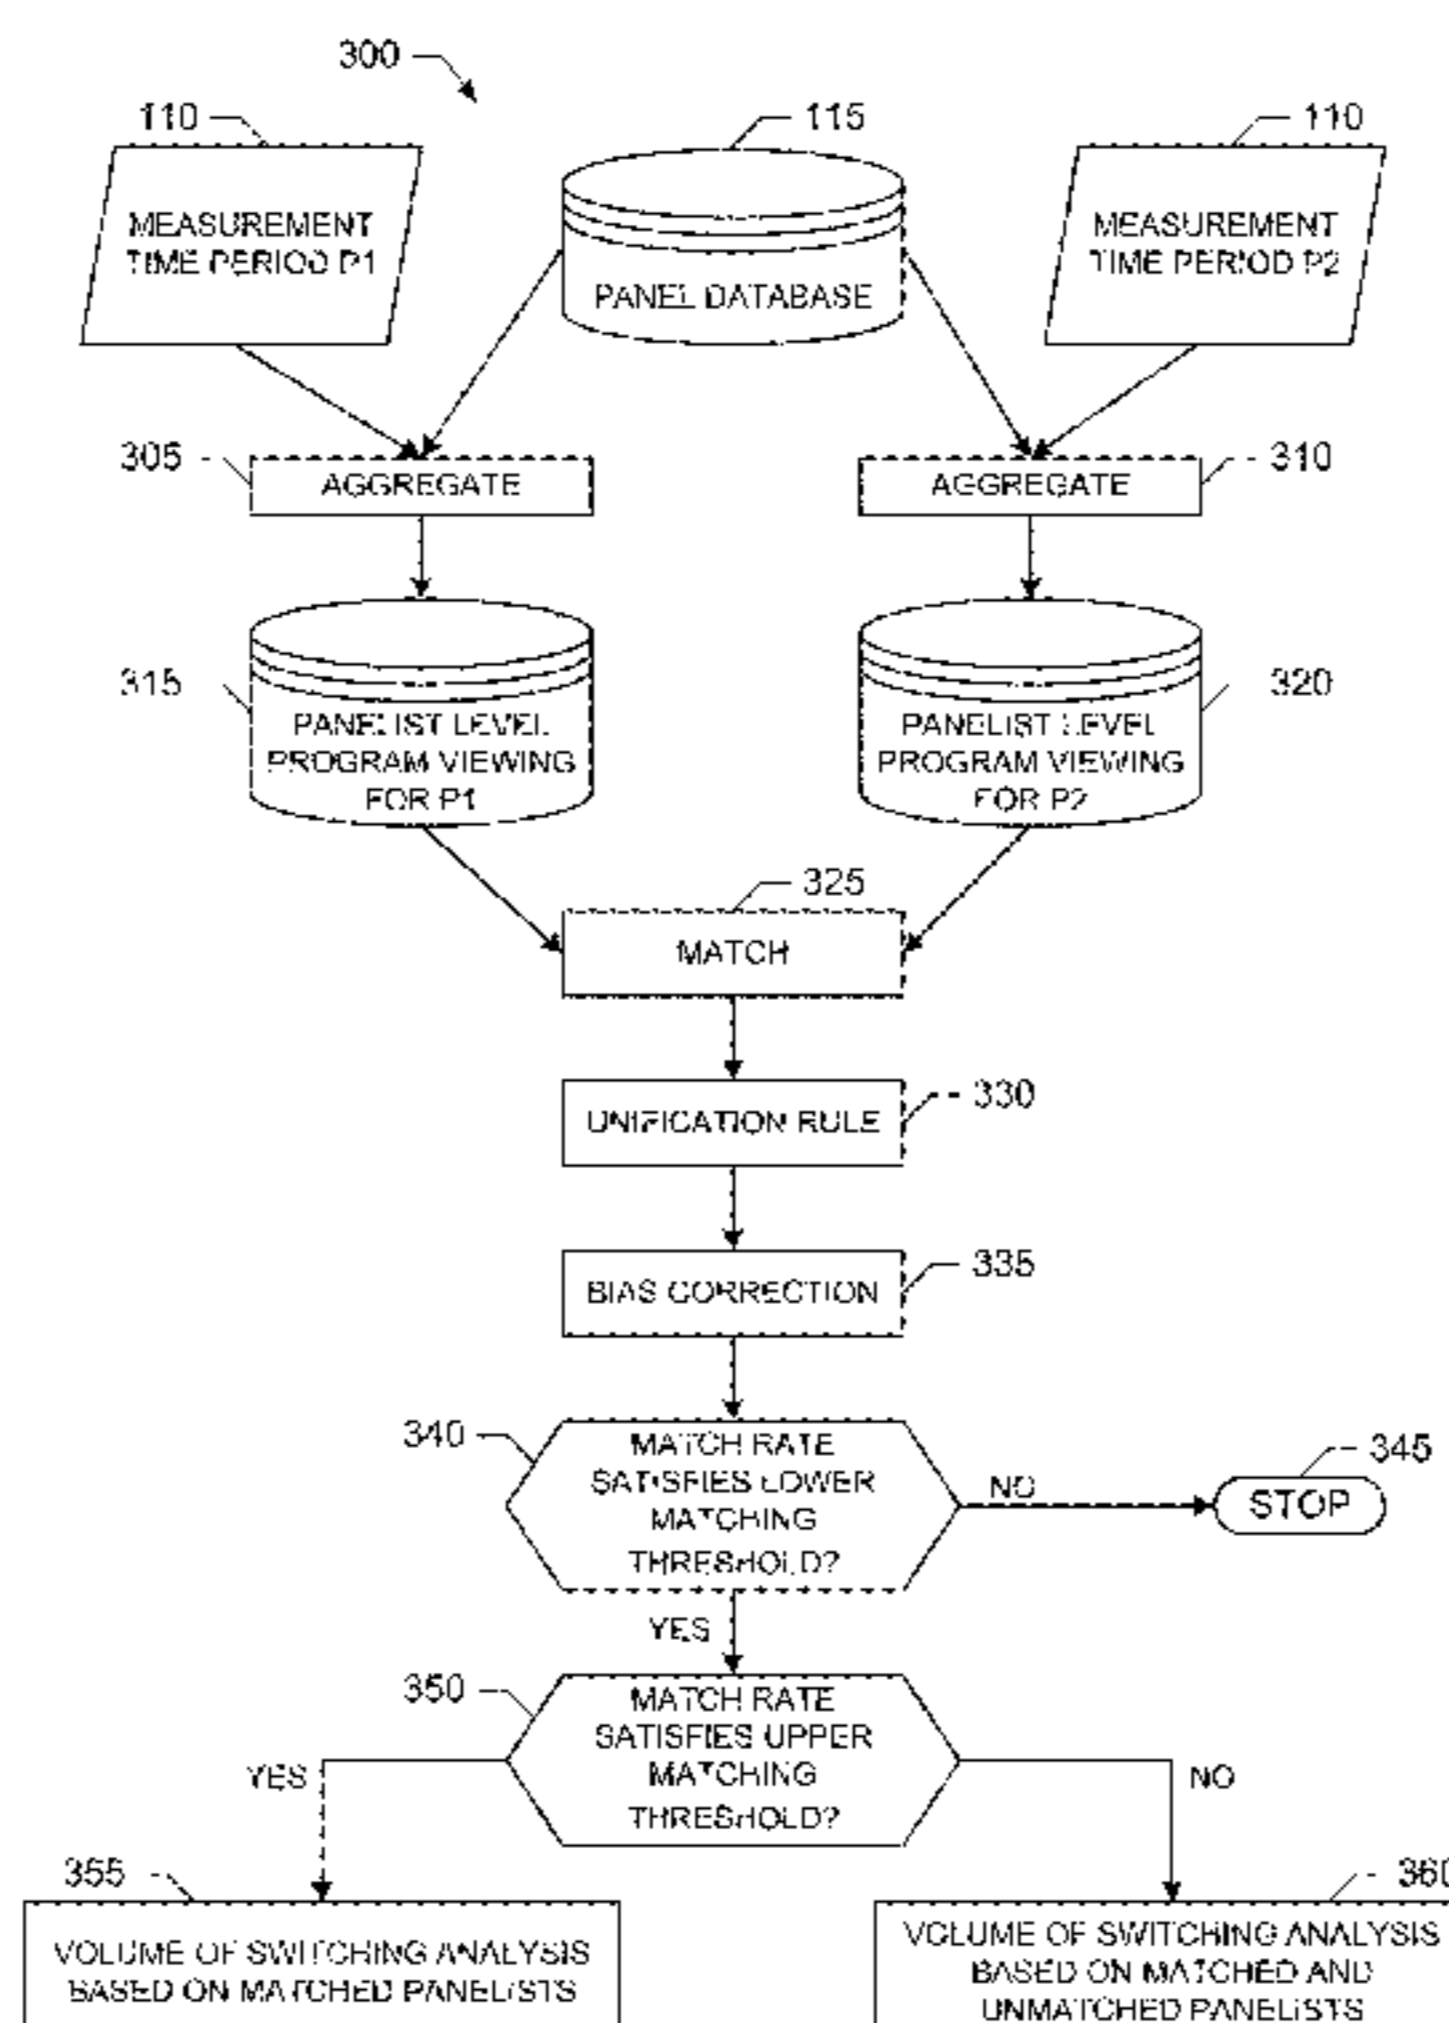 300
110
115
110
MEASUREMENT
TIME PERIOD P1
PANEL DATABASE
MEASUREMENT
TIME PERIOD P2
305
AGGREGATE
AGGREGATE
310
315
PANELIST LEVEL
PROGRAM VIEWING
FOR P1
320
PANELIST LEVEL
PROGRAM VIEWING
FOR P2
325
MATCH
330
UNIFICATION RULE
335
BIAS CORRECTION
340
MATCH RATE
SATISFIES LOWER
MATCHING
THRESHOLD?
NO
345
STOP
YES
350
MATCH RATE
SATISFIES UPPER
MATCHING
THRESHOLD?
YES
NO
355
VOLUME OF SWITCHING ANALYSIS
BASED ON MATCHED PANELISTS
360
VOLUME OF SWITCHING ANALYSIS
BASED ON MATCHED AND
UNMATCHED PANELISTS